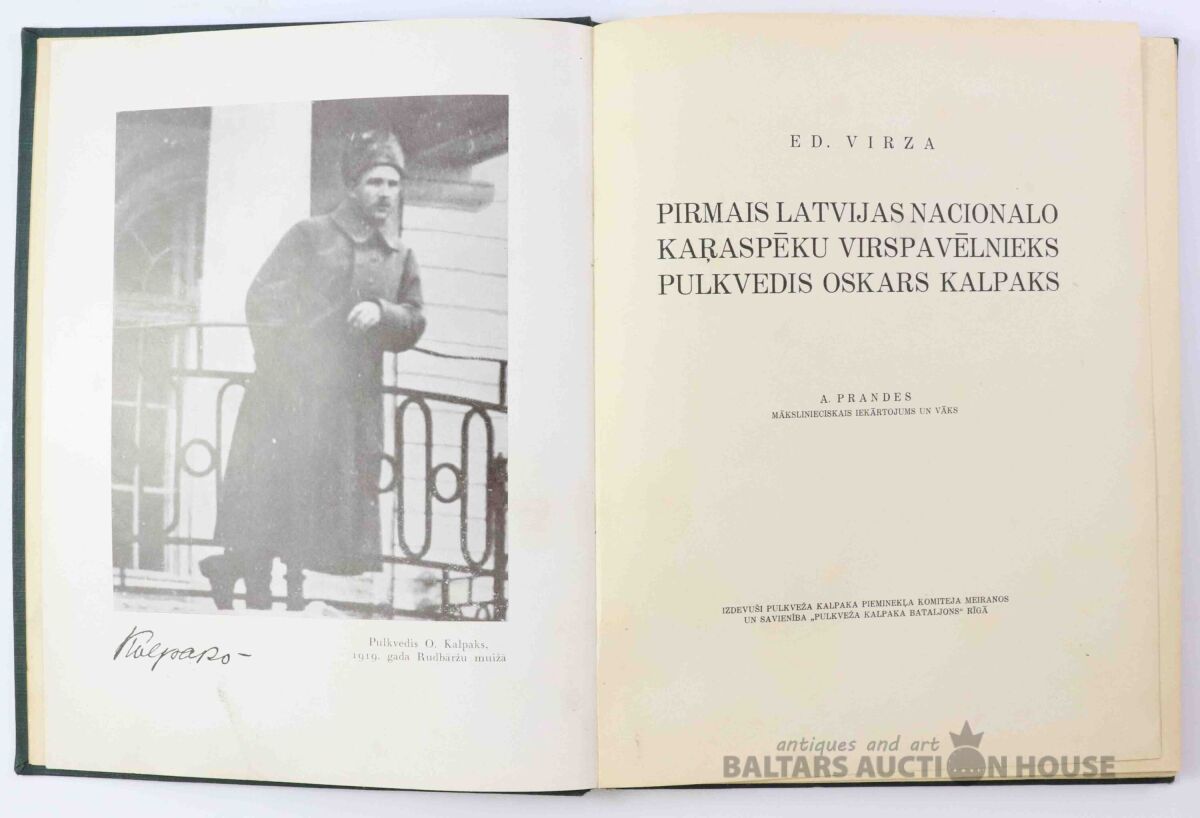 Kalpaks
Pulkvedis O. Kalpaks,
1919. gada Rudbāržu muižā
ED. VIRZA
PIRMAIS LATVIJAS NACIONALO
KAŖASPĒKU VIRSPAVĒLNIEKS
PULKVEDIS OSKARS KALPAKS
A. PRANDES
MĀKSLINIECISKAIS IEKĀRTOJUMS UN VĀKS
IZDEVUŠI PULKVEŽA KALPAKA PIEMINEKĻA KOMITEJA MEIRANOS
UN SAVIENĪBA „PULKVEŽA KALPAKA BATALJONS" RĪGĀ
antiques and art
BALTARS AUCTION HOUSE